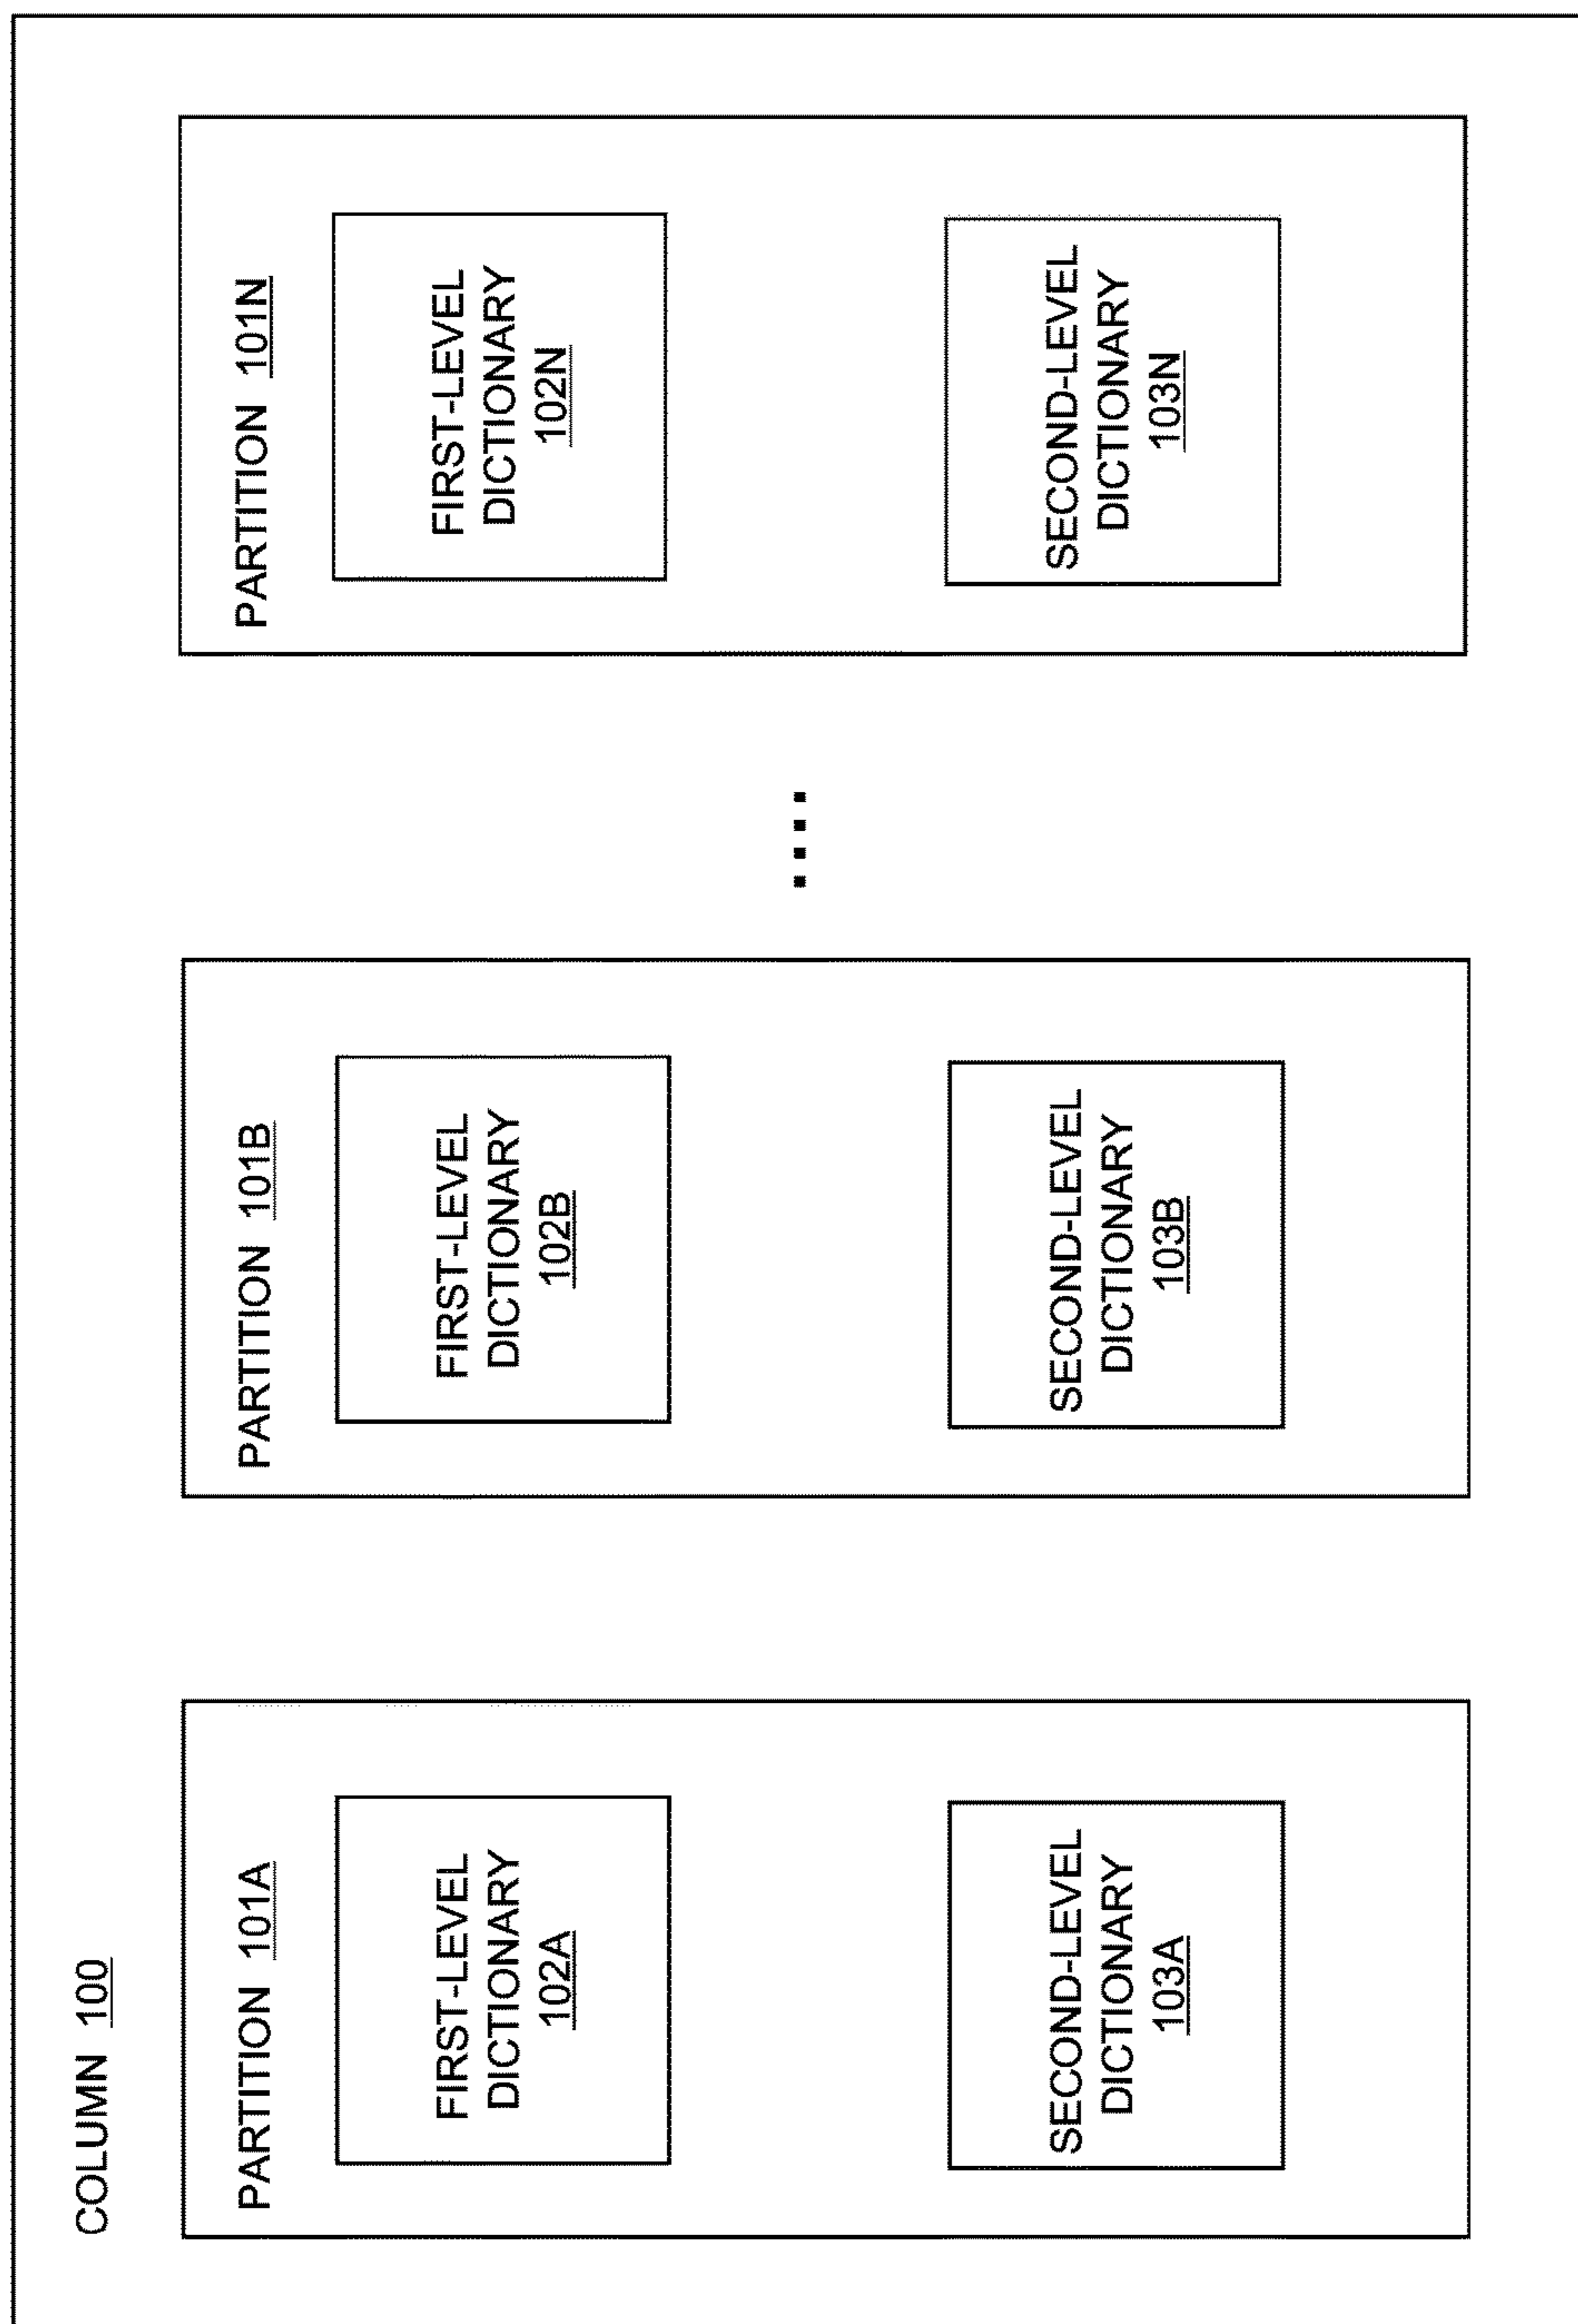 COLUMN 100
PARTITION 101A
FIRST-LEVEL
DICTIONARY
102A
SECOND-LEVEL
DICTIONARY
103A
PARTITION 101B
FIRST-LEVEL
DICTIONARY
102B
SECOND-LEVEL
DICTIONARY
103B
PARTITION 101N
FIRST-LEVEL
DICTIONARY
102N
SECOND-LEVEL
DICTIONARY
103N